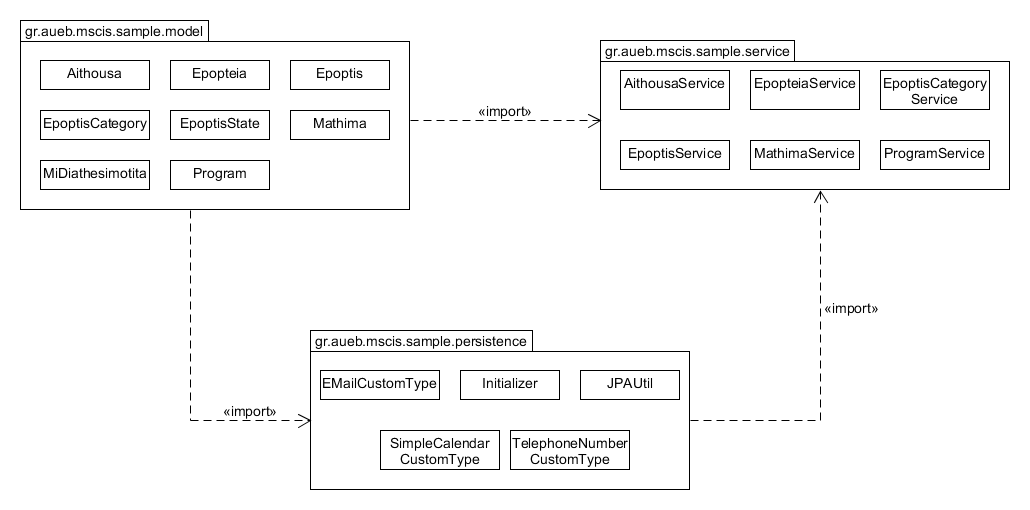 gr.aueb.mscis.sample.model
Aithousa
Epopteia
Epoptis
EpoptisCategory
EpoptisState
Mathima
MiDiathesimotita
Program
«import»
gr.aueb.mscis.sample.service
AithousaService
EpopteiaService
EpoptisCategory
Service
EpoptisService
MathimaService
ProgramService
«import»
«import»
gr.aueb.mscis.sample.persistence
EMailCustomType
Initializer
JPAUtil
SimpleCalendar
CustomType
TelephoneNumber
CustomType